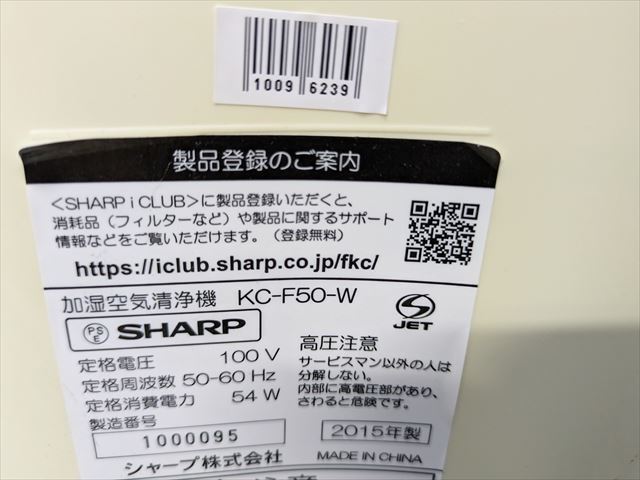 1009 6239
製品登録のご案内
＜SHARP i CLUB＞に製品登録いただくと、
消耗品（フィルターなど）や製品に関するサポート
情報などをご覧いただけます。（登録無料）
https://iclub.sharp.co.jp/fkc/
加湿空気清浄機 KC-F50-W
PSE SHARP
JET
定格電圧 100 V
定格周波数 50-60 Hz
定格消費電力 54 W
製造番号
1000095
高圧注意
サービスマン以外の人は
分解しない。
内部に高電圧部があり、
さわると危険です。
2015年製
シャープ株式会社 MADE IN CHINA